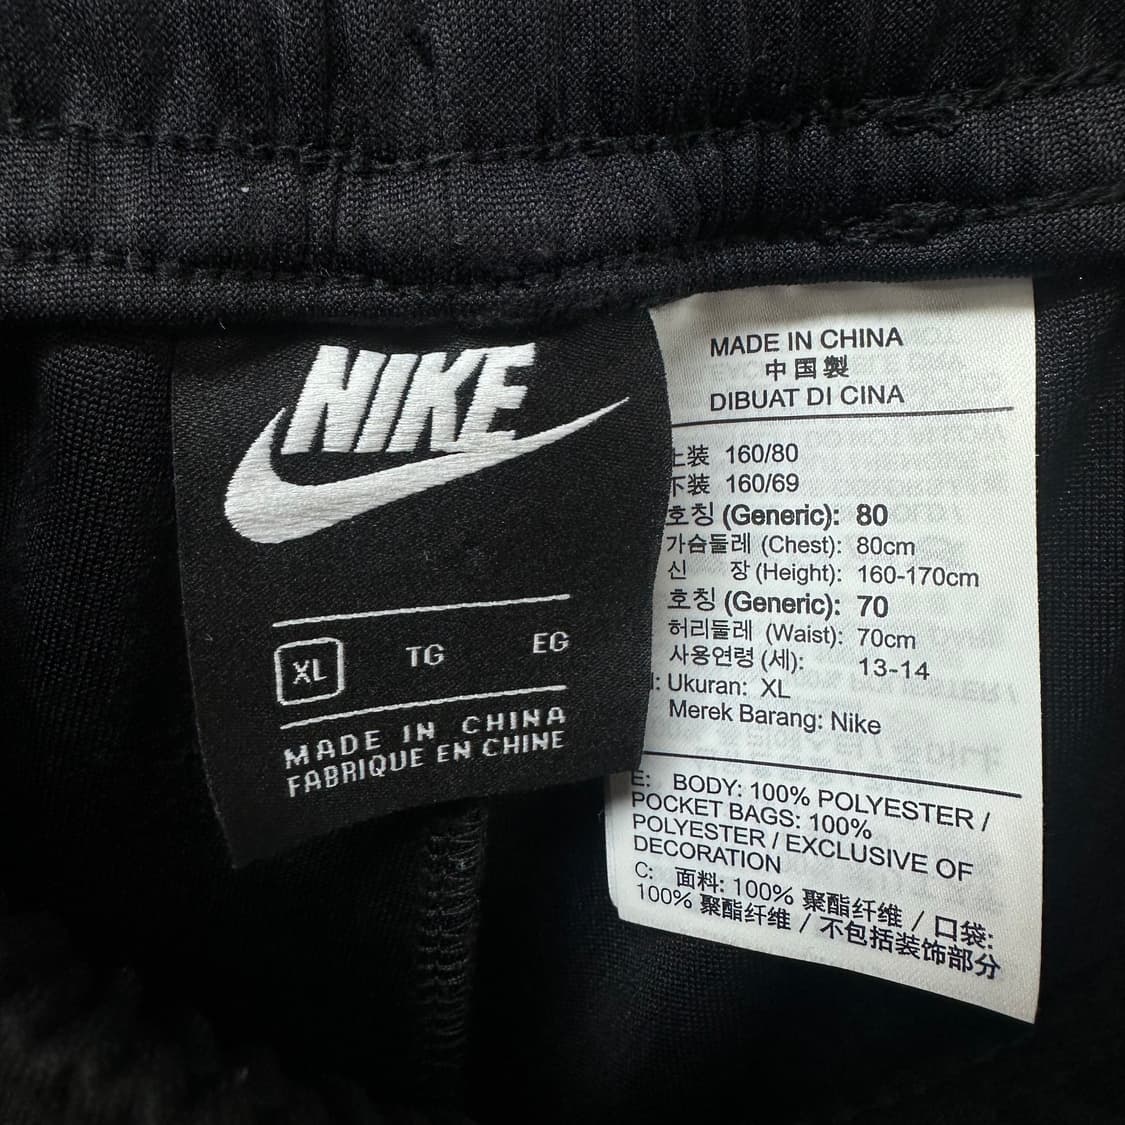 NIKE
XL TG EG
MADE IN CHINA
FABRIQUE EN CHINE
MADE IN CHINA
中国製
DIBUAT DI CINA
上装 160/80
下装 160/69
호칭 (Generic): 80
가슴둘레 (Chest): 80cm
신 장 (Height): 160-170cm
호칭 (Generic): 70
허리둘레 (Waist): 70cm
사용연령 (세): 13-14
: Ukuran: XL
Merek Barang: Nike
E: BODY: 100% POLYESTER /
POCKET BAGS: 100%
POLYESTER / EXCLUSIVE OF
DECORATION
C: 面料: 100% 聚酯纤维 / 口袋:
100% 聚酯纤维 / 不包括装饰部分